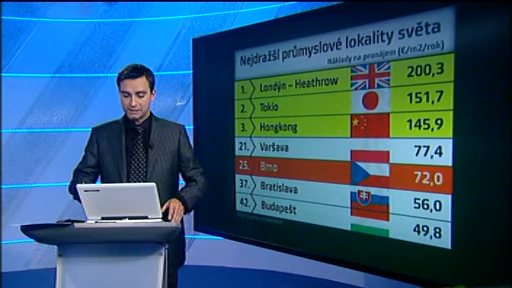 Nejdražší průmyslové lokality světa
Náklady na pronájem (€/m2/rok)
1. Londýn – Heathrow 200,3
2. Tokio 151,7
3. Hongkong 145,9
21. Varšava 77,4
25. Brno 72,0
37. Bratislava 56,0
42. Budapešť 49,8